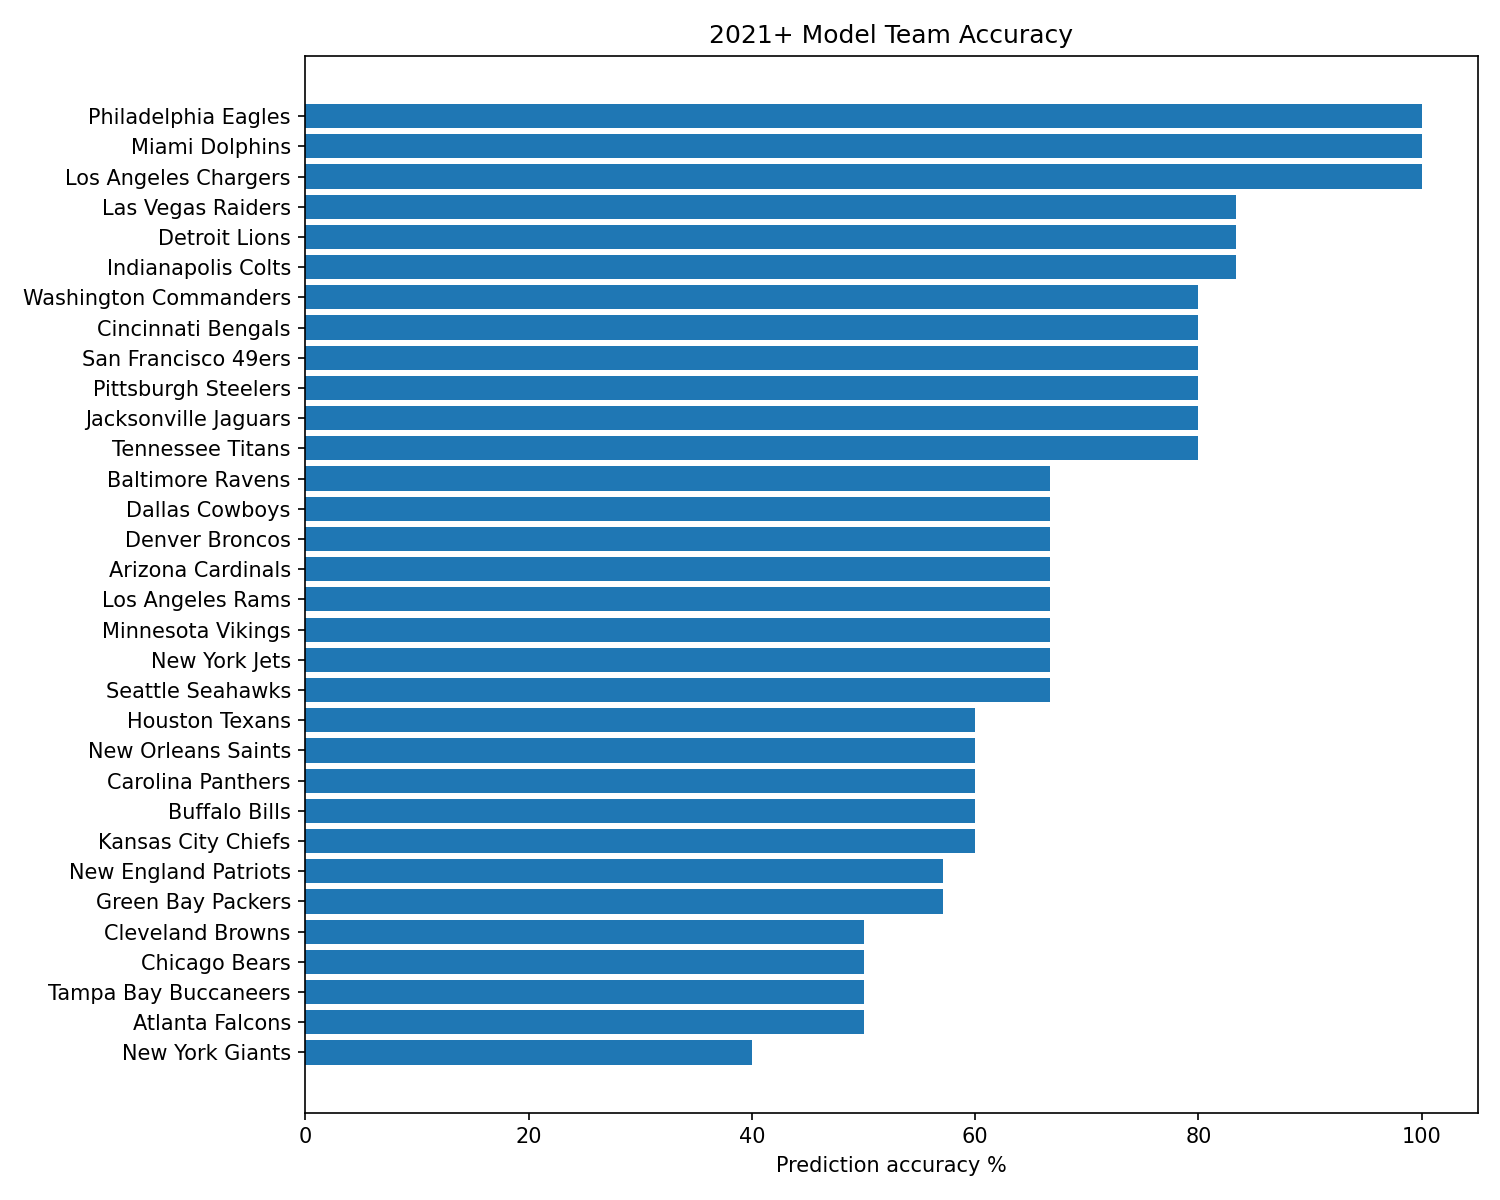 2021+ Model Team Accuracy
Philadelphia Eagles
Miami Dolphins
Los Angeles Chargers
Las Vegas Raiders
Detroit Lions
Indianapolis Colts
Washington Commanders
Cincinnati Bengals
San Francisco 49ers
Pittsburgh Steelers
Jacksonville Jaguars
Tennessee Titans
Baltimore Ravens
Dallas Cowboys
Denver Broncos
Arizona Cardinals
Los Angeles Rams
Minnesota Vikings
New York Jets
Seattle Seahawks
Houston Texans
New Orleans Saints
Carolina Panthers
Buffalo Bills
Kansas City Chiefs
New England Patriots
Green Bay Packers
Cleveland Browns
Chicago Bears
Tampa Bay Buccaneers
Atlanta Falcons
New York Giants
0 20 40 60 80 100
Prediction accuracy %